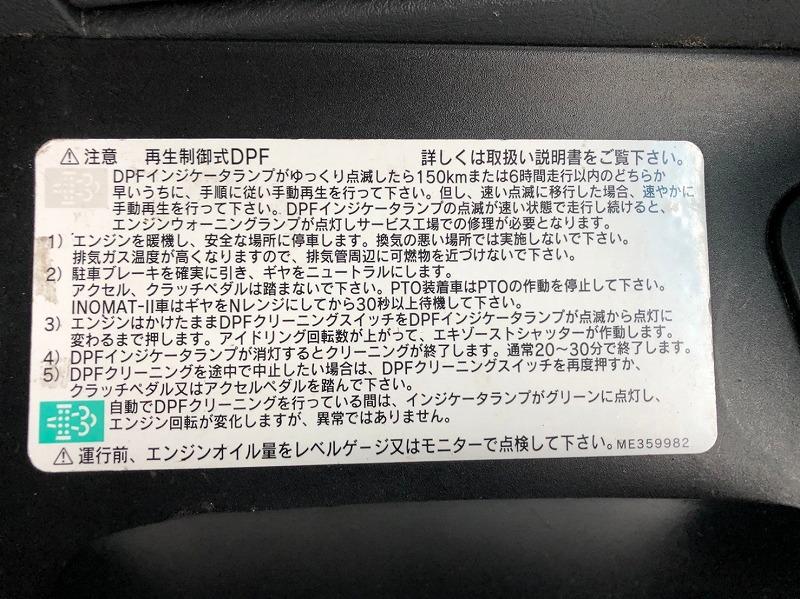 ⚠注意 再生制御式DPF 詳しくは取扱い説明書をご覧下さい。
DPFインジケータランプがゆっくり点滅したら150kmまたは6時間走行以内のどちらか
早いうちに、手順に従い手動再生を行って下さい。但し、速い点滅に移行した場合、速やかに
手動再生を行って下さい。DPFインジケータランプの点滅が速い状態で走行し続けると、
エンジンウォーニングランプが点灯しサービス工場での修理が必要となります。
1) エンジンを暖機し、安全な場所に停車します。換気の悪い場所では実施しないで下さい。
排気ガス温度が高くなりますので、排気管周辺に可燃物を近づけないで下さい。
2) 駐車ブレーキを確実に引き、ギヤをニュートラルにします。
アクセル、クラッチペダルは踏まないで下さい。PTO装着車はPTOの作動を停止して下さい。
INOMAT-II車はギヤをNレンジにしてから30秒以上待機して下さい。
3) エンジンはかけたままDPFクリーニングスイッチをDPFインジケータランプが点滅から点灯に
変わるまで押します。アイドリング回転数が上がって、エキゾーストシャッターが作動します。
4) DPFインジケータランプが消灯するとクリーニングが終了します。通常20〜30分で終了します。
5) DPFクリーニングを途中で中止したい場合は、DPFクリーニングスイッチを再度押すか、
クラッチペダル又はアクセルペダルを踏んで下さい。
自動でDPFクリーニングを行っている間は、インジケータランプがグリーンに点灯し、
エンジン回転が変化しますが、異常ではありません。
⚠運行前、エンジンオイル量をレベルゲージ又はモニターで点検して下さい。ME359982